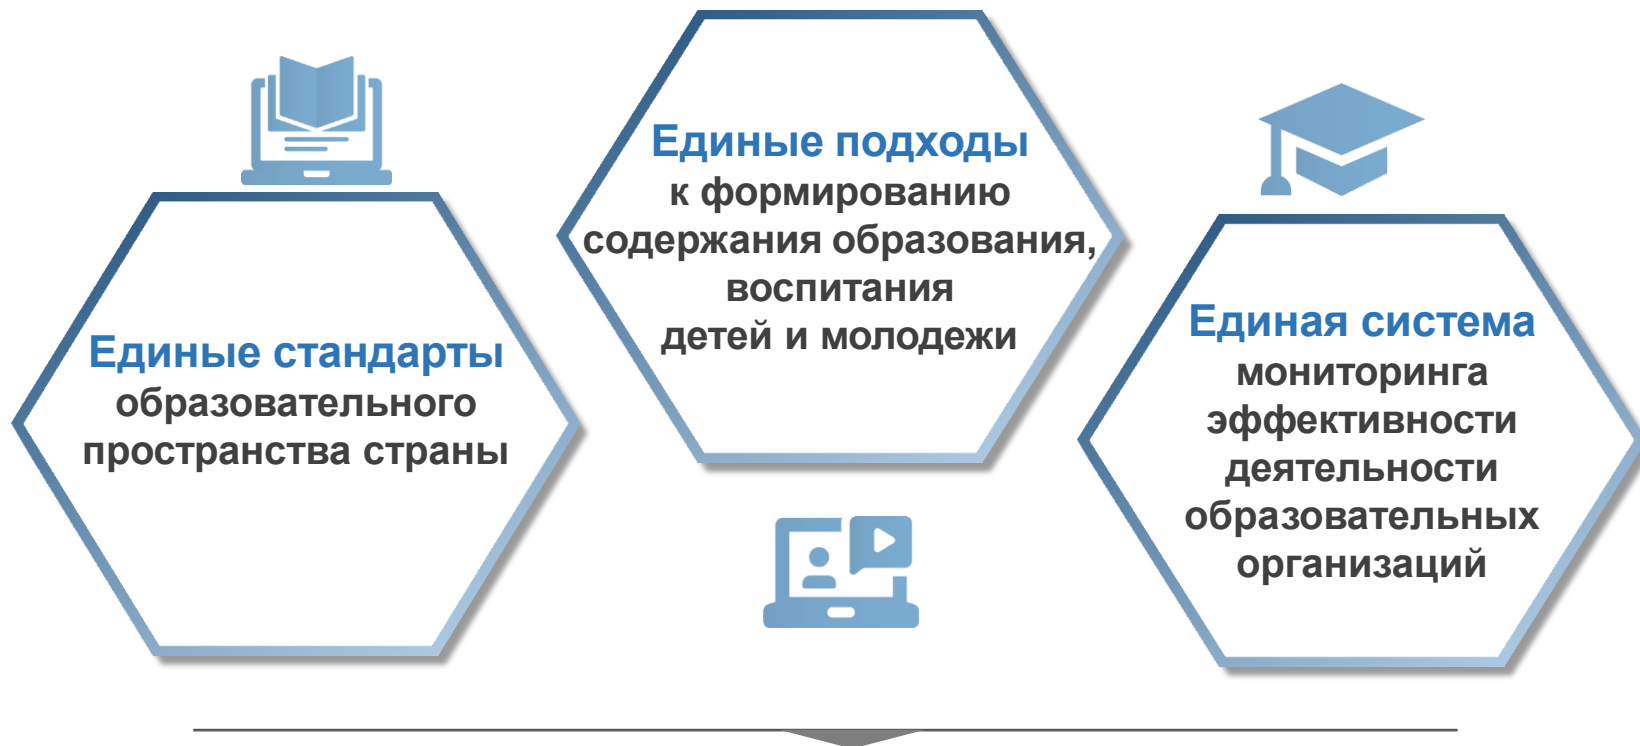 Единые стандарты
образовательного
пространства страны
Единые подходы
к формированию
содержания образования,
воспитания
детей и молодежи
Единая система
мониторинга
эффективности
деятельности
образовательных
организаций